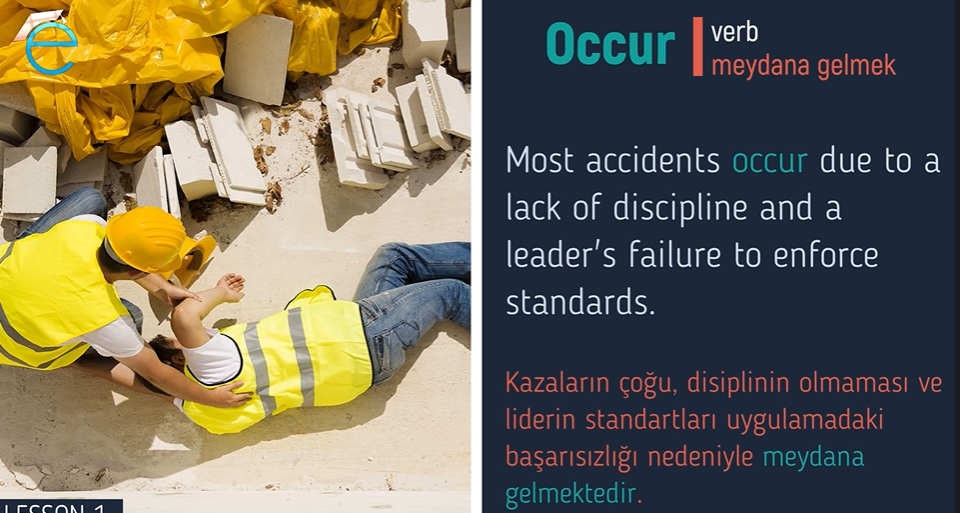 e
Occur
verb
meydana gelmek
Most accidents occur due to a
lack of discipline and a
leader's failure to enforce
standards.
Kazaların çoğu, disiplinin olmaması ve
liderin standartları uygulamadaki
başarısızlığı nedeniyle meydana
gelmektedir.
LESSON 1